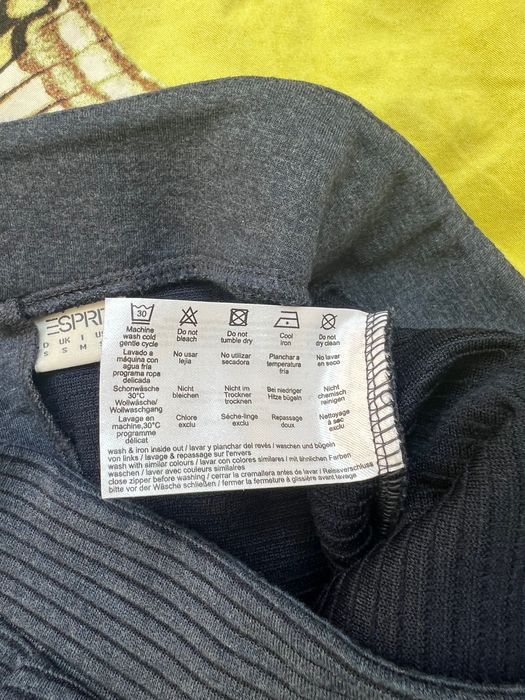 ESPRIT
D UK I US
S S M S
30
Machine
wash cold
gentle cycle
Do not
bleach
Do not
tumble dry
Cool
iron
Do not
dry clean
Lavado a
máquina con
agua fría
programa ropa
delicada
No usar
lejía
No utilizar
secadora
Planchar a
temperatura
fría
No lavar
en seco
Schonwäsche
30°C
Wollwäsche/
Wollwaschgang
Nicht
bleichen
Nicht im
Trockner
trocknen
Bei niedriger
Hitze bügeln
Nicht
chemisch
reinigen
Lavage en
machine,30°C
programme
délicat
Chlore
exclu
Séche-linge
exclu
Repassage
doux
Nettoyage
à sec
exclu
wash & iron inside out / lavar y planchar del revés / waschen und bügeln
von links / lavage & repassage sur l'envers
wash with similar colours / lavar con colores similares / mit ähnlichen Farben
waschen / laver avec couleurs similaires
close zipper before washing / cerrar la cremallera antes de lavar / Reissverschluss
bitte vor der Wäsche schließen / fermer la fermeture à glissière avant lavage